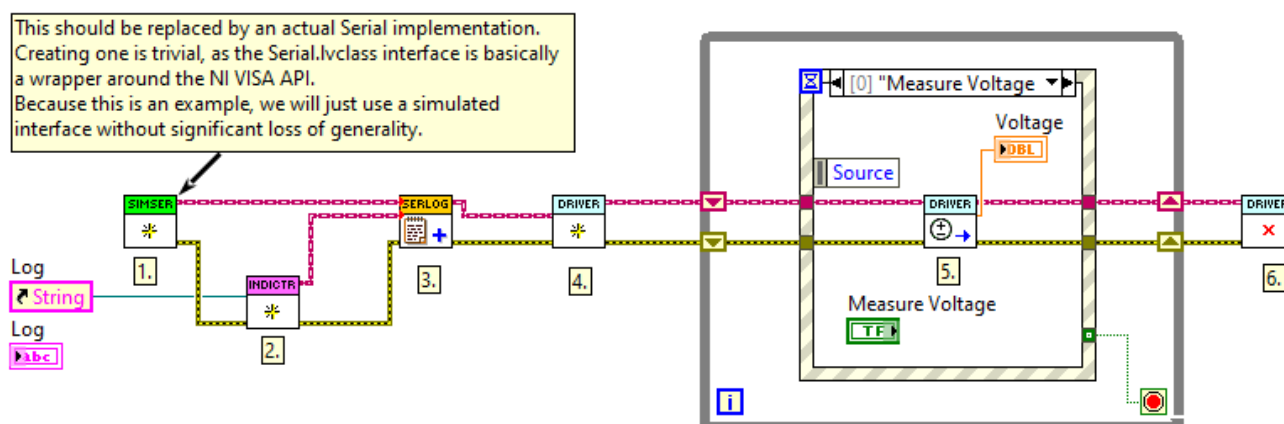 This should be replaced by an actual Serial implementation.
Creating one is trivial, as the Serial.lvclass interface is basically
a wrapper around the NI VISA API.
Because this is an example, we will just use a simulated
interface without significant loss of generality.
[0] "Measure Voltage
Voltage
DBL
Source
SIMSER
SERLOG
DRIVER
DRIVER
DRIVER
1.
3.
4.
5.
6.
Log
String
INDICTR
Log
abc
2.
Measure Voltage
TF
i